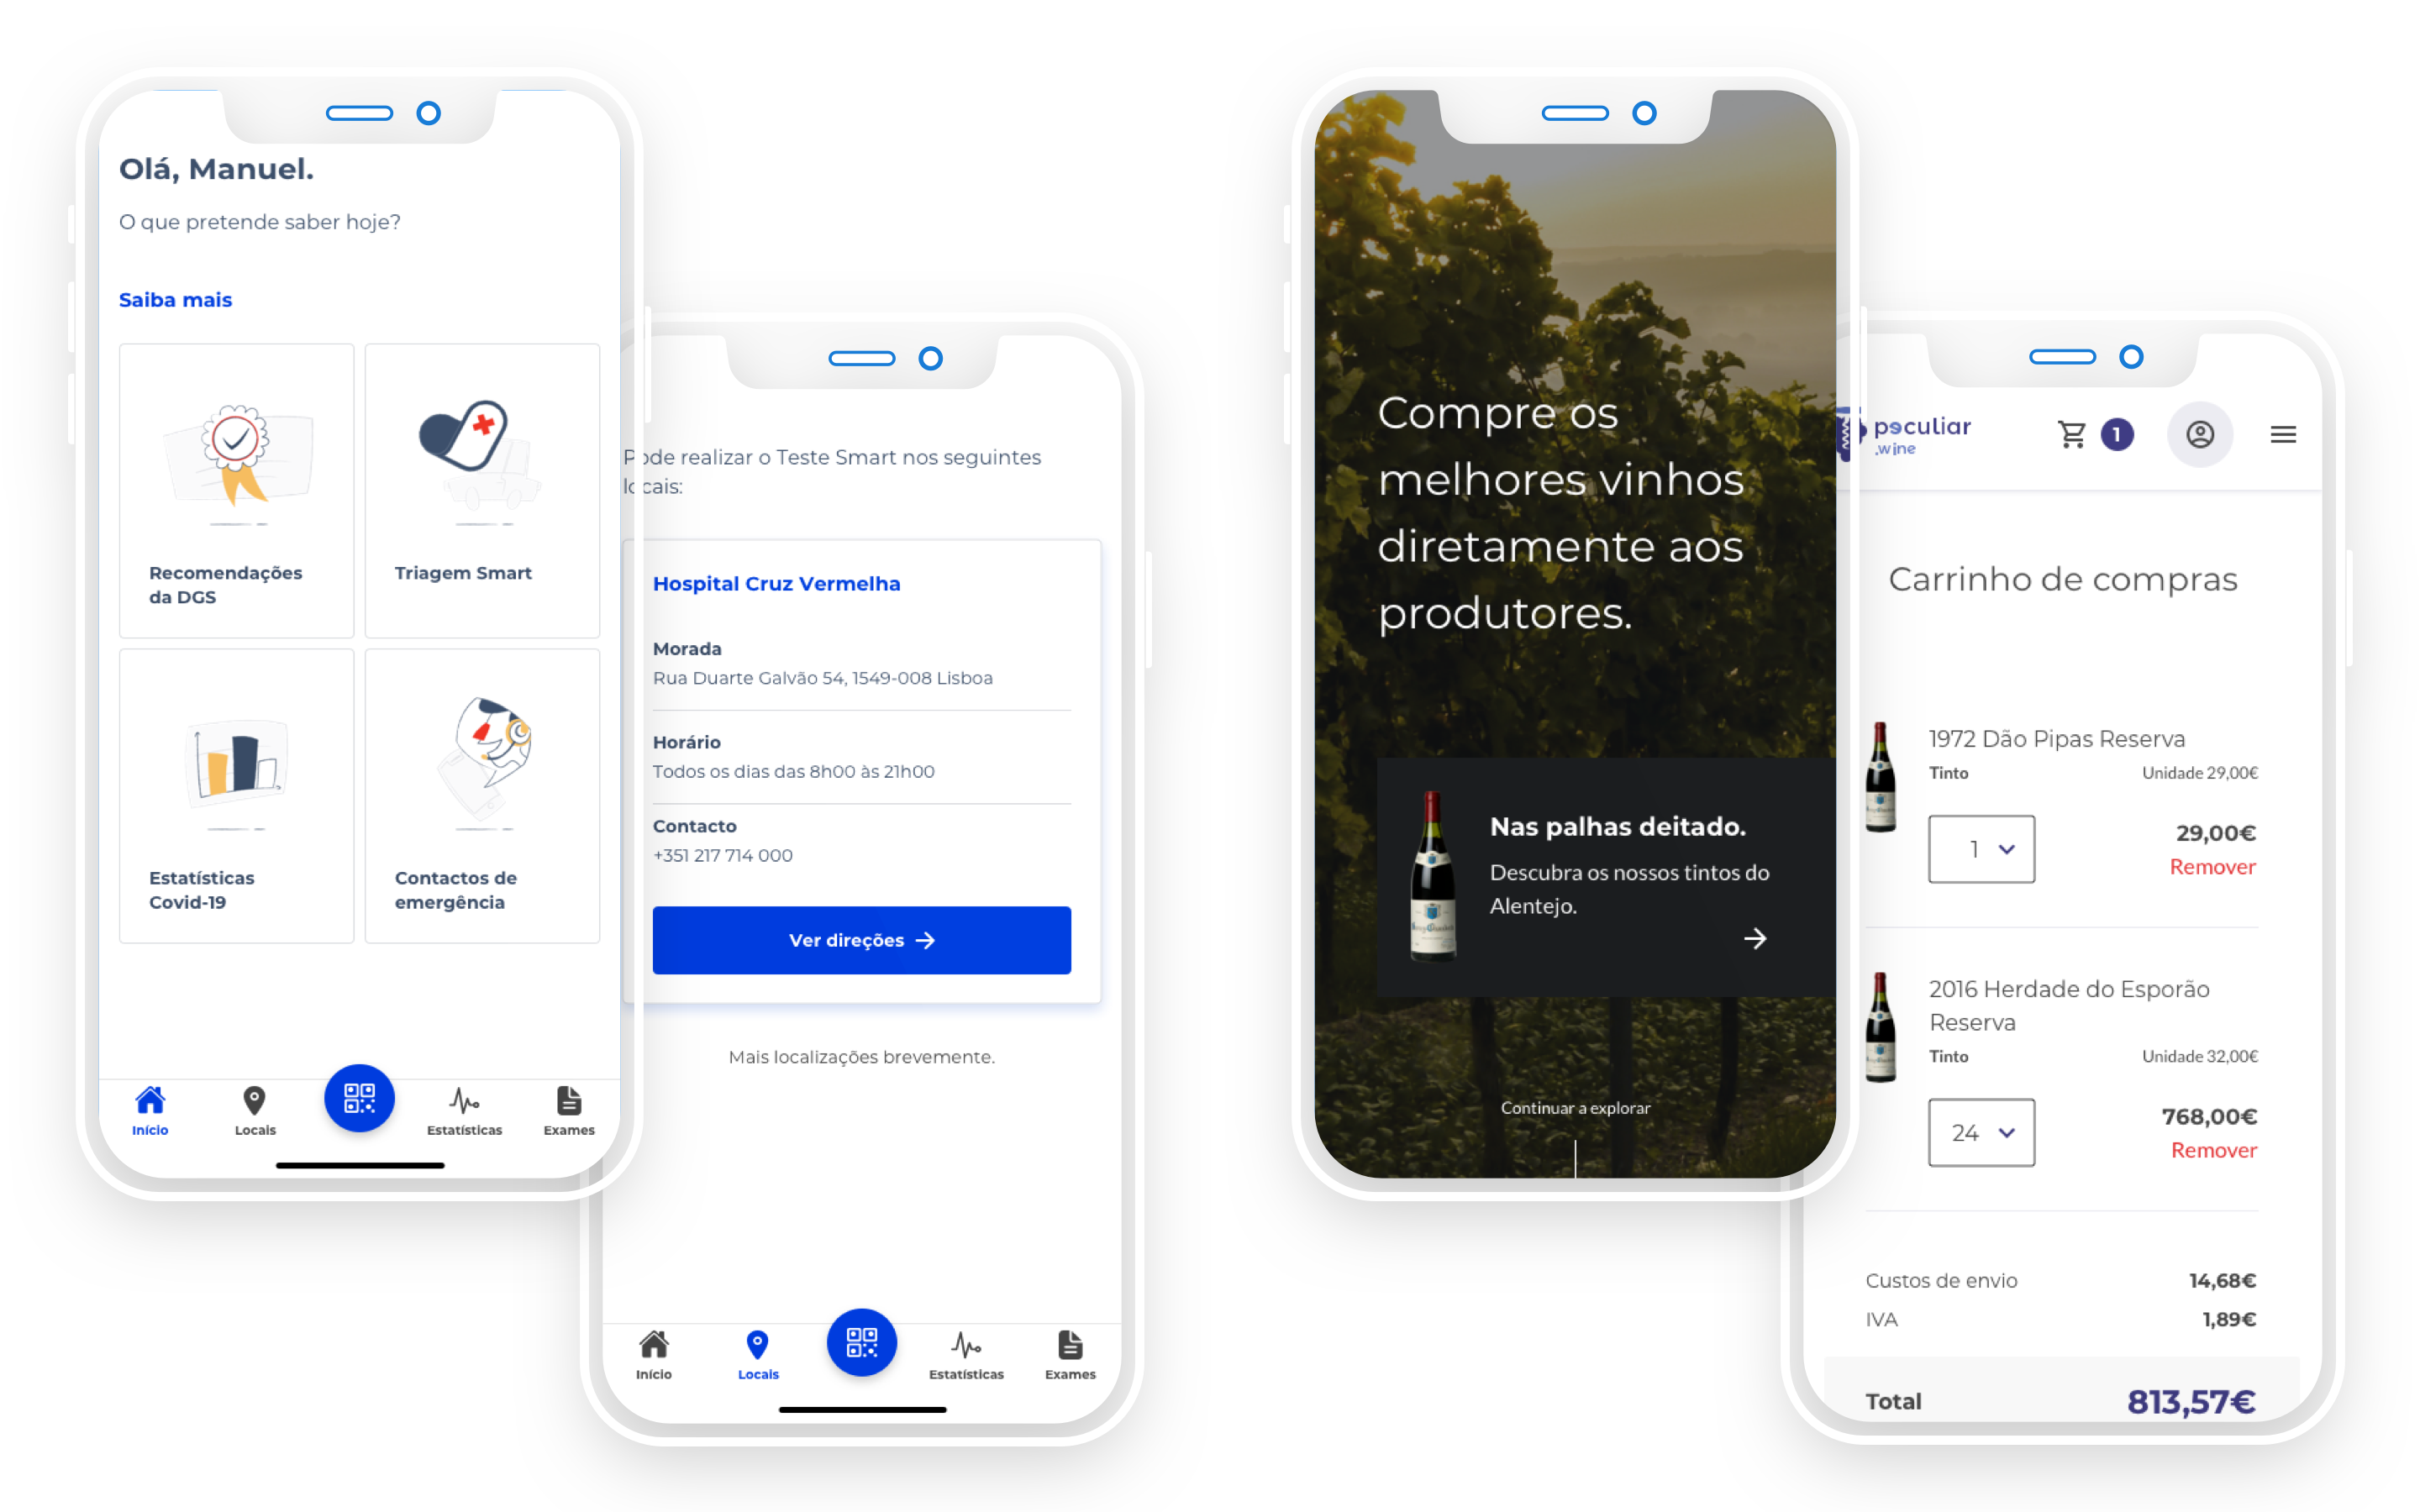 Olá, Manuel.
O que pretende saber hoje?
Saiba mais
Recomendações
da DGS
Triagem Smart
Estatísticas
Covid-19
Contactos de
emergência
Início
Locais
Estatísticas
Exames
Pode realizar o Teste Smart nos seguintes
locais:
Hospital Cruz Vermelha
Morada
Rua Duarte Galvão 54, 1549-008 Lisboa
Horário
Todos os dias das 8h00 às 21h00
Contacto
+351 217 714 000
Ver direções
Mais localizações brevemente.
Início
Locais
Estatísticas
Exames
Compre os
melhores vinhos
diretamente aos
produtores.
Nas palhas deitado.
Descubra os nossos tintos do
Alentejo.
Continuar a explorar
peculiar
.wine
1
Carrinho de compras
1972 Dão Pipas Reserva
Tinto Unidade 29,00€
1 29,00€
Remover
2016 Herdade do Esporão
Reserva
Tinto Unidade 32,00€
24 768,00€
Remover
Custos de envio 14,68€
IVA 1,89€
Total 813,57€